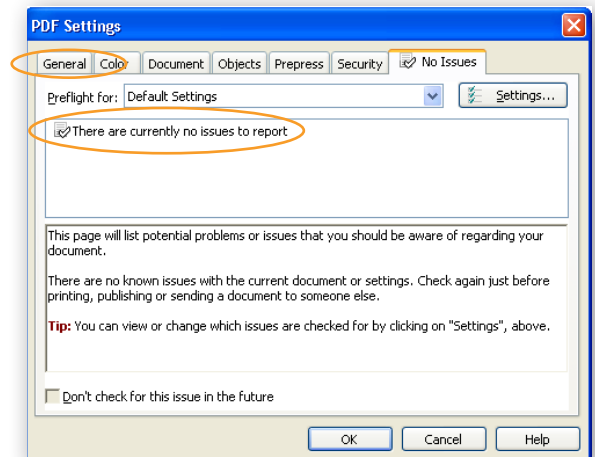 PDF Settings
General Color Document Objects Prepress Security No Issues
Preflight for: Default Settings Settings...
There are currently no issues to report
This page will list potential problems or issues that you should be aware of regarding your
document.
There are no known issues with the current document or settings. Check again just before
printing, publishing or sending a document to someone else.
Tip: You can view or change which issues are checked for by clicking on "Settings", above.
Don't check for this issue in the future
OK Cancel Help